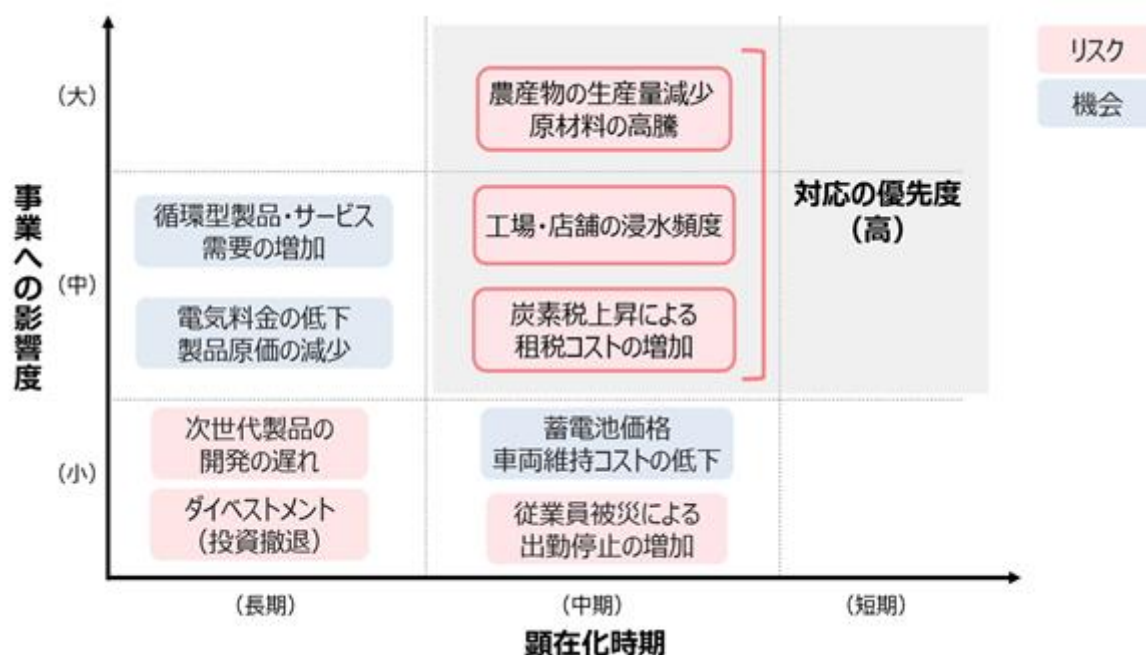 リスク
機会
事業への影響度
（大）
農産物の生産量減少
原材料の高騰
（中）
循環型製品・サービス
需要の増加
工場・店舗の浸水頻度
対応の優先度
（高）
電気料金の低下
製品原価の減少
炭素税上昇による
租税コストの増加
（小）
次世代製品の
開発の遅れ
蓄電池価格
車両維持コストの低下
ダイベストメント
（投資撤退）
従業員被災による
出勤停止の増加
（長期）
（中期）
（短期）
顕在化時期